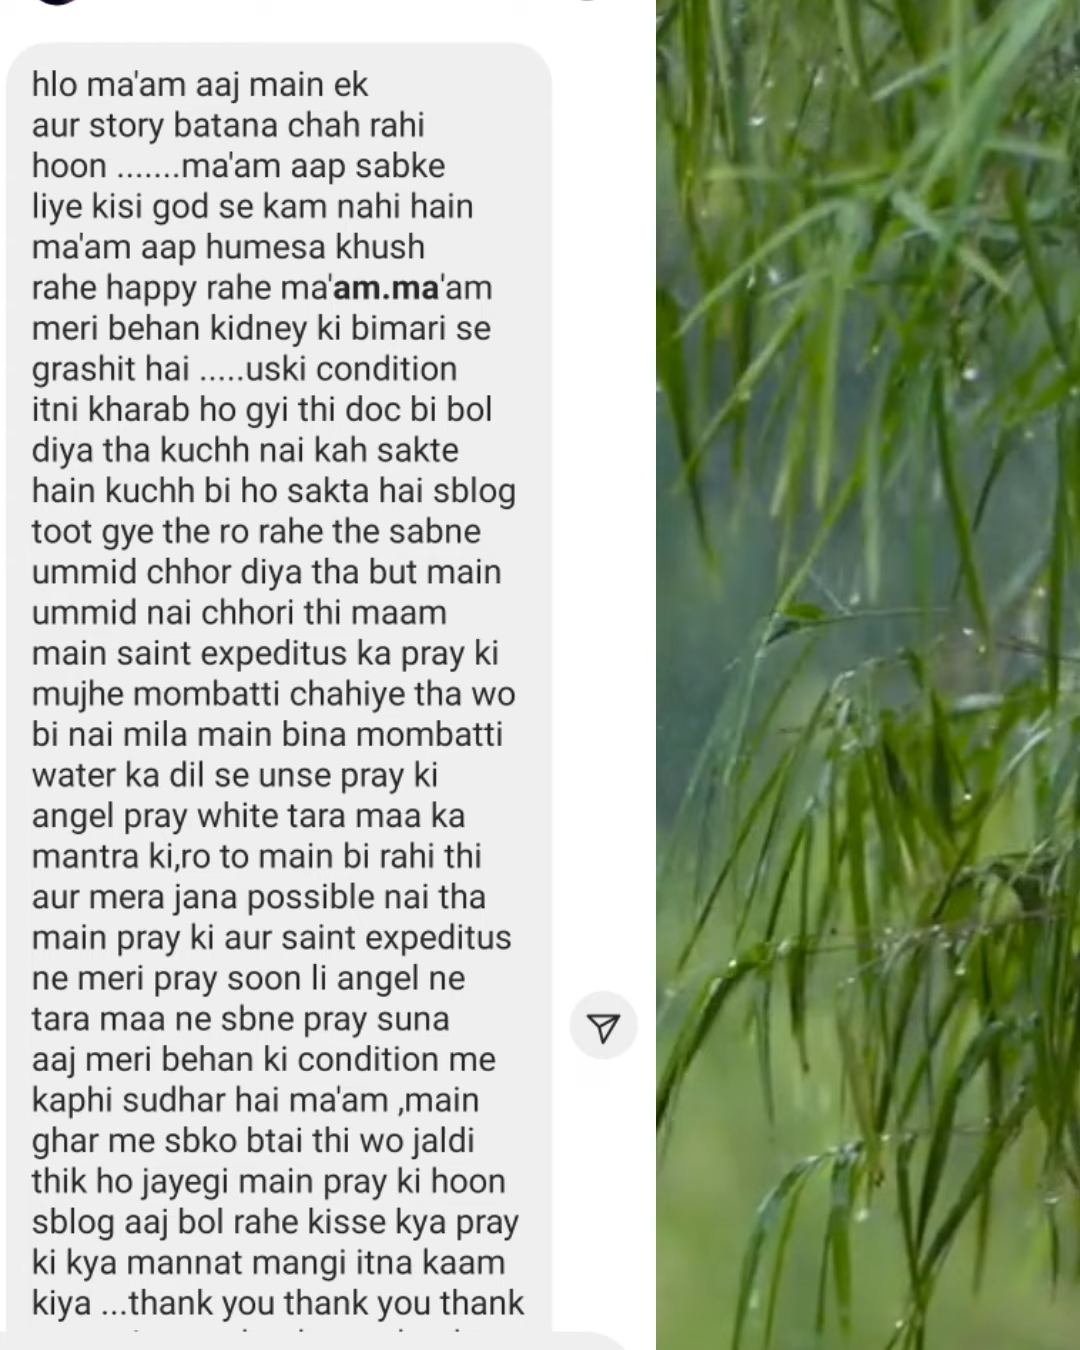 hlo ma'am aaj main ek
aur story batana chah rahi
hoon .......ma'am aap sabke
liye kisi god se kam nahi hain
ma'am aap humesa khush
rahe happy rahe ma'am.ma'am
meri behan kidney ki bimari se
grashit hai .....uski condition
itni kharab ho gyi thi doc bi bol
diya tha kuchh nai kah sakte
hain kuchh bi ho sakta hai sblog
toot gye the ro rahe the sabne
ummid chhor diya tha but main
ummid nai chhori thi maam
main saint expeditus ka pray ki
mujhe mombatti chahiye tha wo
bi nai mila main bina mombatti
water ka dil se unse pray ki
angel pray white tara maa ka
mantra ki,ro to main bi rahi thi
aur mera jana possible nai tha
main pray ki aur saint expeditus
ne meri pray soon li angel ne
tara maa ne sbne pray suna
aaj meri behan ki condition me
kaphi sudhar hai ma'am ,main
ghar me sbko btai thi wo jaldi
thik ho jayegi main pray ki hoon
sblog aaj bol rahe kisse kya pray
ki kya mannat mangi itna kaam
kiya ...thank you thank you thank